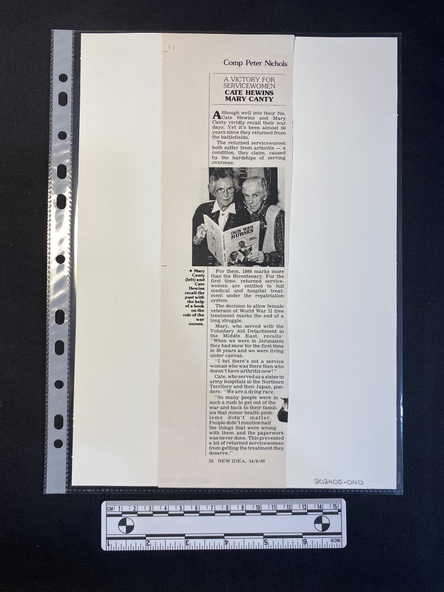 Comp Peter Nichols
A VICTORY FOR
SERVICEWOMEN
CATE HEWINS
MARY CANTY
Although well into their 70s,
Cate Hewins and Mary
Canty vividly recall their war
days. Yet it's been almost 50
years since they returned from
the battlefields.
The returned servicewomen
both suffer from arthritis — a
condition, they claim, caused
by the hardships of serving
overseas.
OUR WAR
NURSES
● Mary
Canty
(left) and
Cate
Hewins
recall the
past with
the help
of a book
on the
role of the
war
nurses.
For them, 1988 marks more
than the Bicentenary. For the
first time, returned service-
women are entitled to full
medical and hospital treat-
ment under the repatriation
system.
The decision to allow female
veterans of World War II free
treatment marks the end of a
long struggle.
Mary, who served with the
Voluntary Aid Detachment in
the Middle East, recalls:
"When we were in Jerusalem
they had snow for the first time
in 50 years and we were living
under canvas.
"I bet there's not a service
woman who was there then who
doesn't have arthritis now!"
Cate, who served as a sister in
army hospitals in the Northern
Territory and then Japan, pon-
ders: "We are a dying race.
"So many people were in
such a rush to get out of the
war and back to their famili-
es that minor health prob-
lems didn't matter.
People didn't mention half
the things that were wrong
with them and the paperwork
was never done. This prevented
a lot of returned servicewomen
from getting the treatment they
deserve."
NEW IDEA, 24/9/88
202405-040